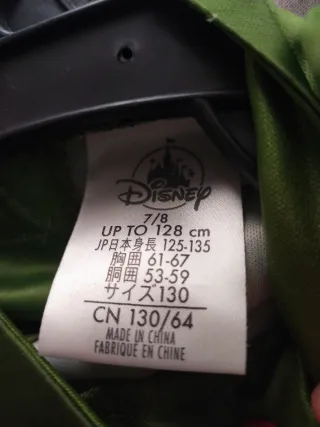 Disney
7/8
UP TO 128 cm
JP日本身長 125-135
胸囲 61-67
胴囲 53-59
サイズ130
CN 130/64
MADE IN CHINA
FABRIQUÉ EN CHINE